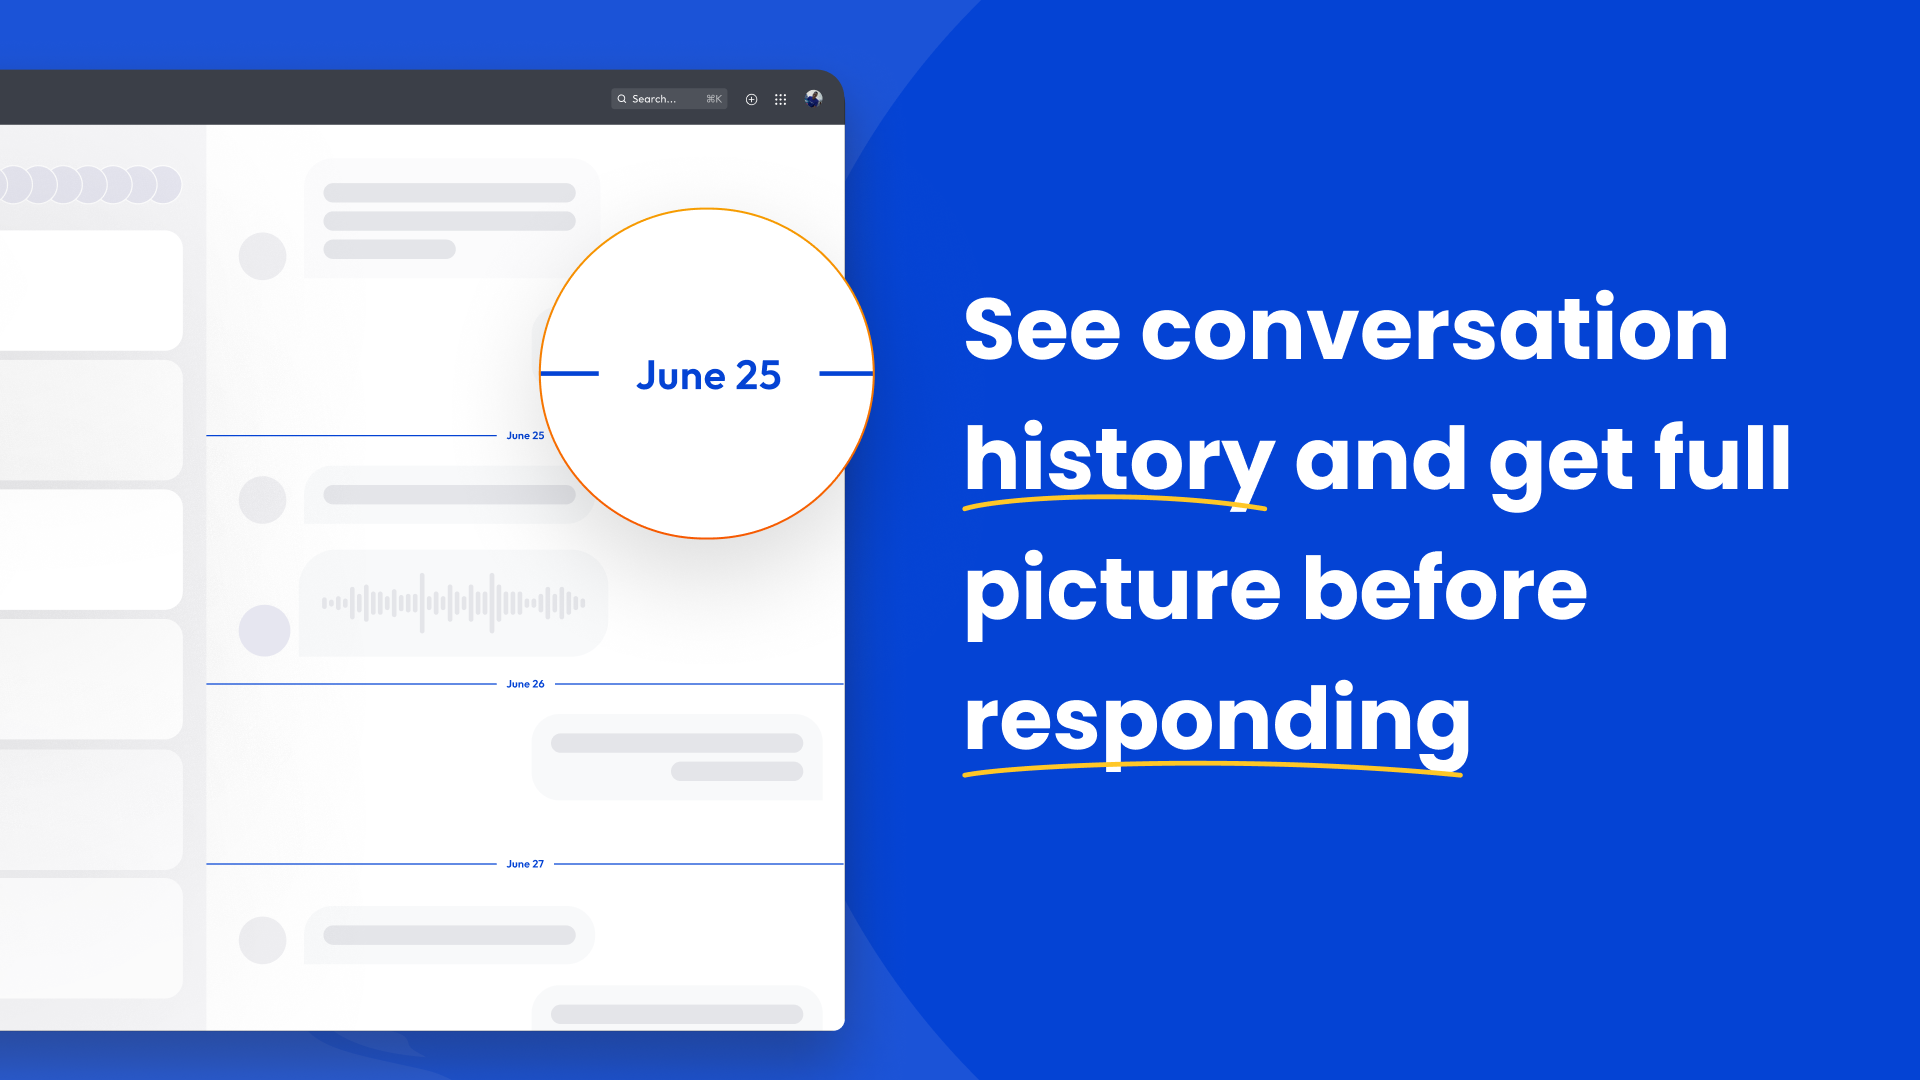 Search... ⌘K
June 25
June 25
June 26
June 27
See conversation
history and get full
picture before
responding